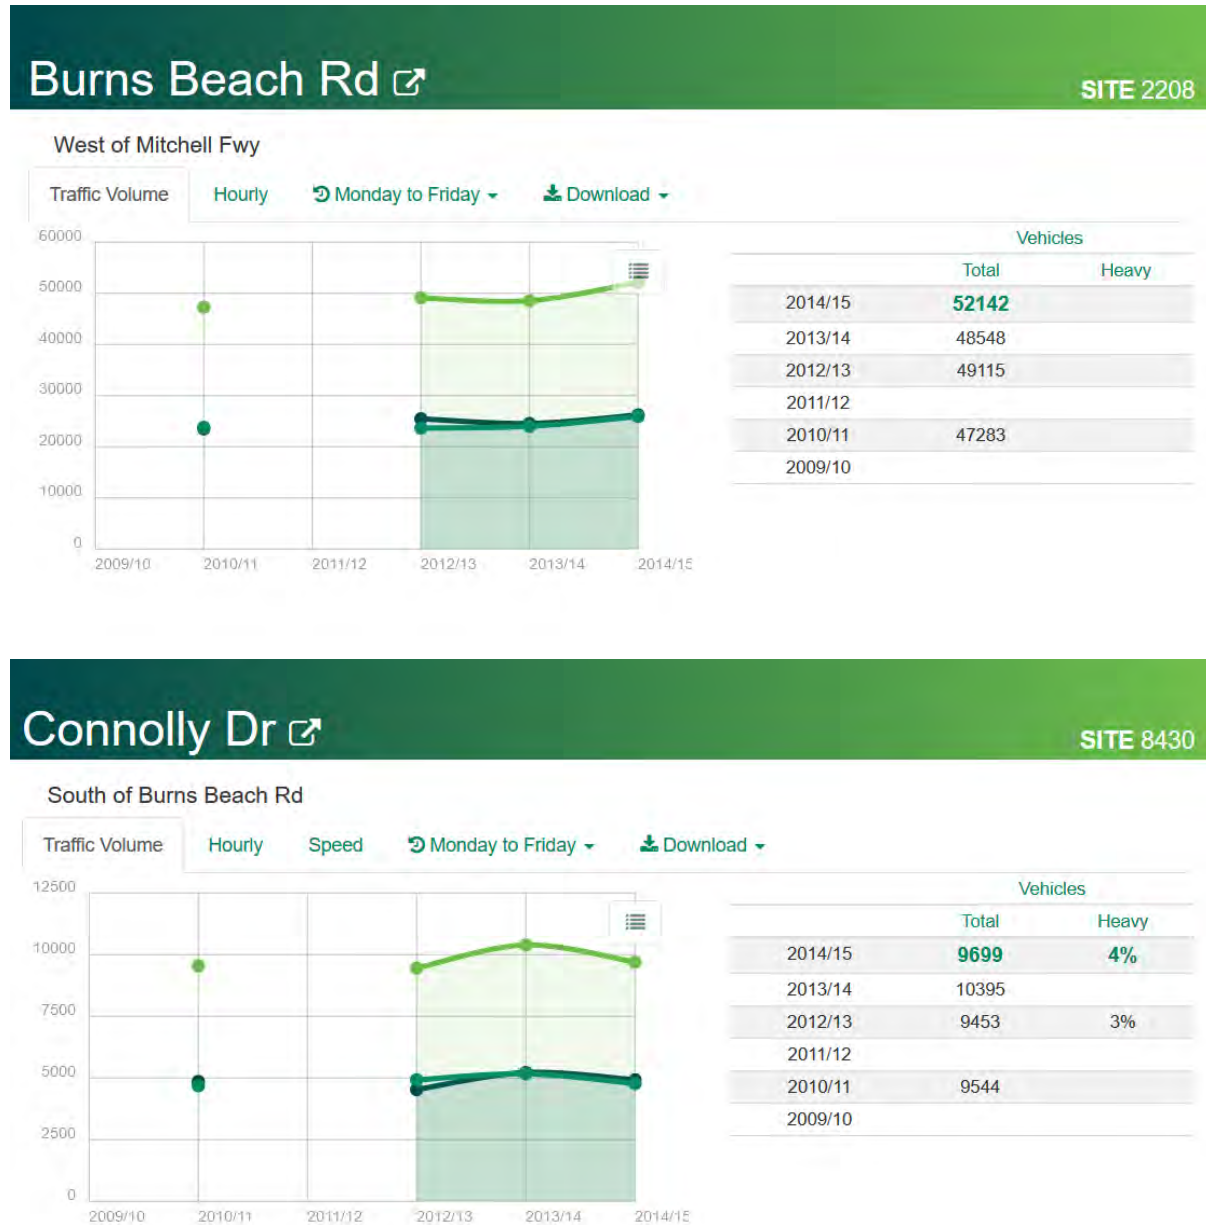 Burns Beach Rd
SITE 2208
West of Mitchell Fwy
Traffic Volume Hourly Monday to Friday Download
60000
50000
40000
30000
20000
10000
0
2009/10 2010/11 2011/12 2012/13 2013/14 2014/15
Vehicles
Total Heavy
2014/15 52142
2013/14 48548
2012/13 49115
2011/12
2010/11 47283
2009/10
Connolly Dr
SITE 8430
South of Burns Beach Rd
Traffic Volume Hourly Speed Monday to Friday Download
12500
10000
7500
5000
2500
0
2009/10 2010/11 2011/12 2012/13 2013/14 2014/15
Vehicles
Total Heavy
2014/15 9699 4%
2013/14 10395
2012/13 9453 3%
2011/12
2010/11 9544
2009/10